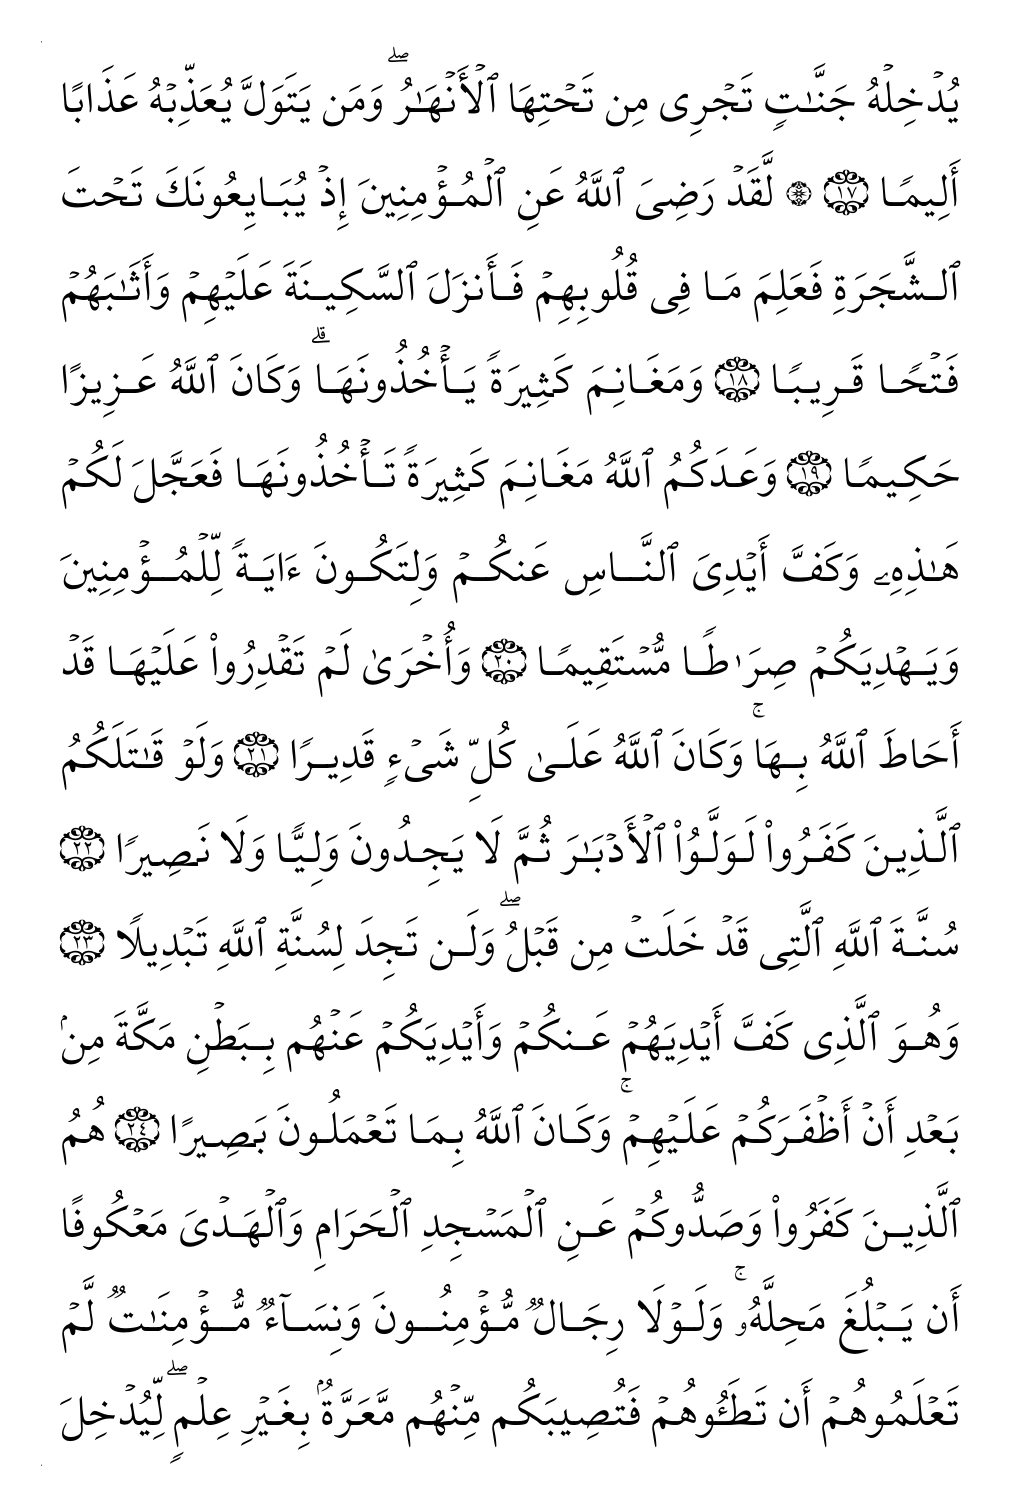 يُدۡخِلۡهُ جَنَّـٰتٍ تَجۡرِى مِن تَحۡتِهَا ٱلۡأَنۡهَـٰرُۖ وَمَن يَتَوَلَّ يُعَذِّبۡهُ عَذَابًا
أَلِيمًا ١٧ ۞ لَّقَدۡ رَضِىَ ٱللَّهُ عَنِ ٱلۡمُؤۡمِنِينَ إِذۡ يُبَايِعُونَكَ تَحۡتَ
ٱلشَّجَرَةِ فَعَلِمَ مَا فِى قُلُوبِهِمۡ فَأَنزَلَ ٱلسَّكِينَةَ عَلَيۡهِمۡ وَأَثَـٰبَهُمۡ
فَتۡحًا قَرِيبًا ١٨ وَمَغَانِمَ كَثِيرَةً يَأۡخُذُونَهَاۗ وَكَانَ ٱللَّهُ عَزِيزًا
حَكِيمًا ١٩ وَعَدَكُمُ ٱللَّهُ مَغَانِمَ كَثِيرَةً تَأۡخُذُونَهَا فَعَجَّلَ لَكُمۡ
هَـٰذِهِۦ وَكَفَّ أَيۡدِىَ ٱلنَّاسِ عَنكُمۡ وَلِتَكُونَ ءَايَةً لِّلۡمُؤۡمِنِينَ
وَيَهۡدِيَكُمۡ صِرَٰطًا مُّسۡتَقِيمًا ٢٠ وَأُخۡرَىٰ لَمۡ تَقۡدِرُواْ عَلَيۡهَا قَدۡ
أَحَاطَ ٱللَّهُ بِهَاۚ وَكَانَ ٱللَّهُ عَلَىٰ كُلِّ شَىۡءٍ قَدِيرًا ٢١ وَلَوۡ قَـٰتَلَكُمُ
ٱلَّذِينَ كَفَرُواْ لَوَلَّوُاْ ٱلۡأَدۡبَـٰرَ ثُمَّ لَا يَجِدُونَ وَلِيًّا وَلَا نَصِيرًا ٢٢
سُنَّةَ ٱللَّهِ ٱلَّتِى قَدۡ خَلَتۡ مِن قَبۡلُۖ وَلَن تَجِدَ لِسُنَّةِ ٱللَّهِ تَبۡدِيلًا ٢٣
وَهُوَ ٱلَّذِى كَفَّ أَيۡدِيَهُمۡ عَنكُمۡ وَأَيۡدِيَكُمۡ عَنۡهُم بِبَطۡنِ مَكَّةَ مِنۢ
بَعۡدِ أَنۡ أَظۡفَرَكُمۡ عَلَيۡهِمۡۚ وَكَانَ ٱللَّهُ بِمَا تَعۡمَلُونَ بَصِيرًا ٢٤ هُمُ
ٱلَّذِينَ كَفَرُواْ وَصَدُّوكُمۡ عَنِ ٱلۡمَسۡجِدِ ٱلۡحَرَامِ وَٱلۡهَدۡىَ مَعۡكُوفًا
أَن يَبۡلُغَ مَحِلَّهُۥۚ وَلَوۡلَا رِجَالٌ مُّؤۡمِنُونَ وَنِسَآءٌ مُّؤۡمِنَـٰتٌ لَّمۡ
تَعۡلَمُوهُمۡ أَن تَطَـُٔوهُمۡ فَتُصِيبَكُم مِّنۡهُم مَّعَرَّةُۢ بِغَيۡرِ عِلۡمٍۖ لِّيُدۡخِلَ